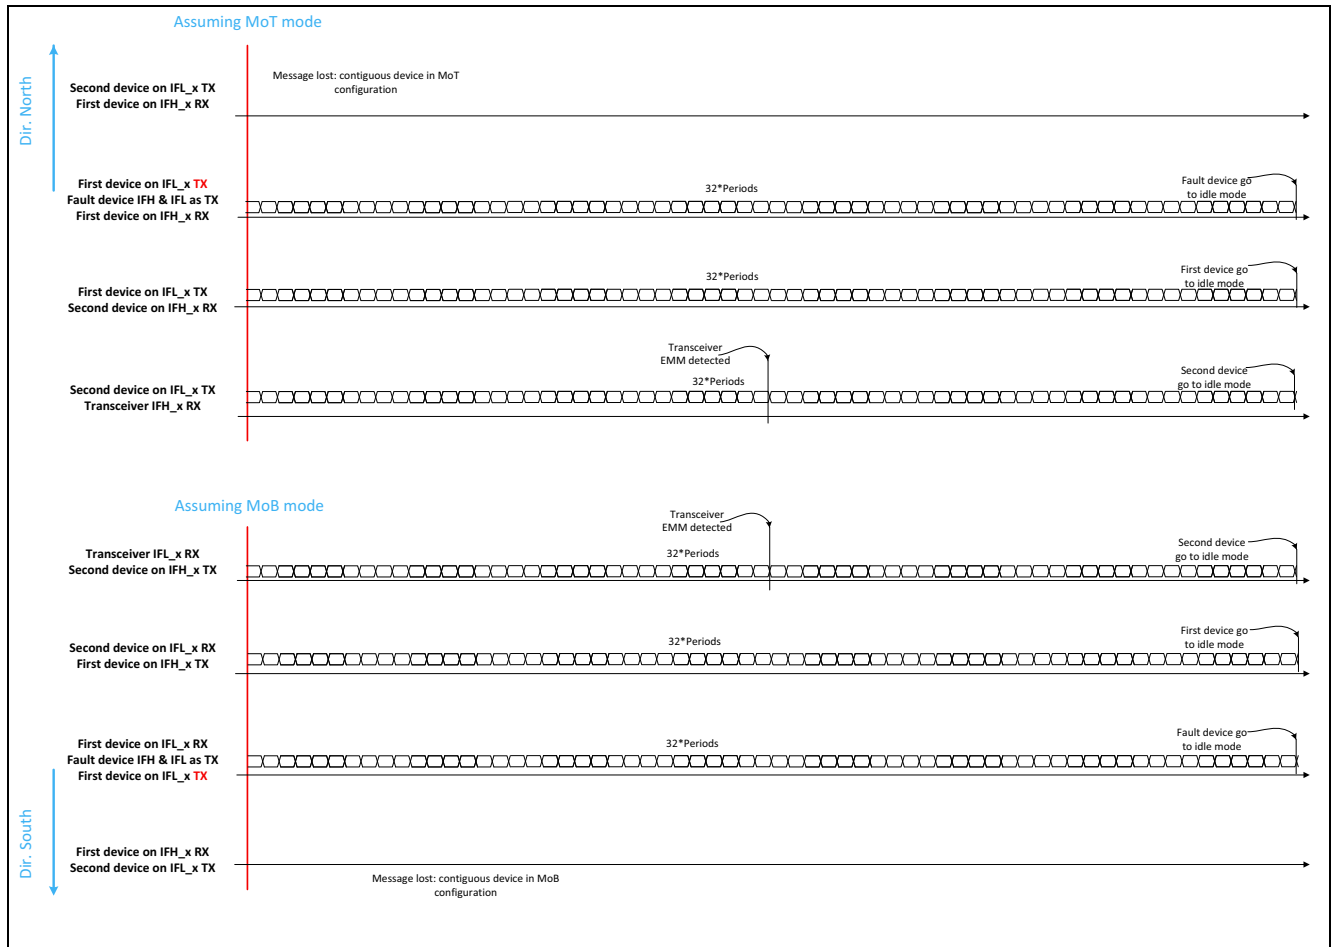 Assuming MoT mode
Dir. North
Second device on IFL_x TX
First device on IFH_x RX
Message lost: contiguous device in MoT
configuration
First device on IFL_x TX
Fault device IFH & IFL as TX
First device on IFH_x RX
32*Periods
Fault device go
to idle mode
First device on IFL_x TX
Second device on IFH_x RX
32*Periods
First device go
to idle mode
Second device on IFL_x TX
Transceiver IFH_x RX
Transceiver
EMM detected
32*Periods
Second device
go to idle mode
Assuming MoB mode
Transceiver IFL_x RX
Second device on IFH_x TX
Transceiver
EMM detected
32*Periods
Second device
go to idle mode
Second device on IFL_x RX
First device on IFH_x TX
32*Periods
First device go
to idle mode
First device on IFL_x RX
Fault device IFH & IFL as TX
First device on IFL_x TX
32*Periods
Fault device go
to idle mode
Dir. South
First device on IFH_x RX
Second device on IFL_x TX
Message lost: contiguous device in MoB
configuration